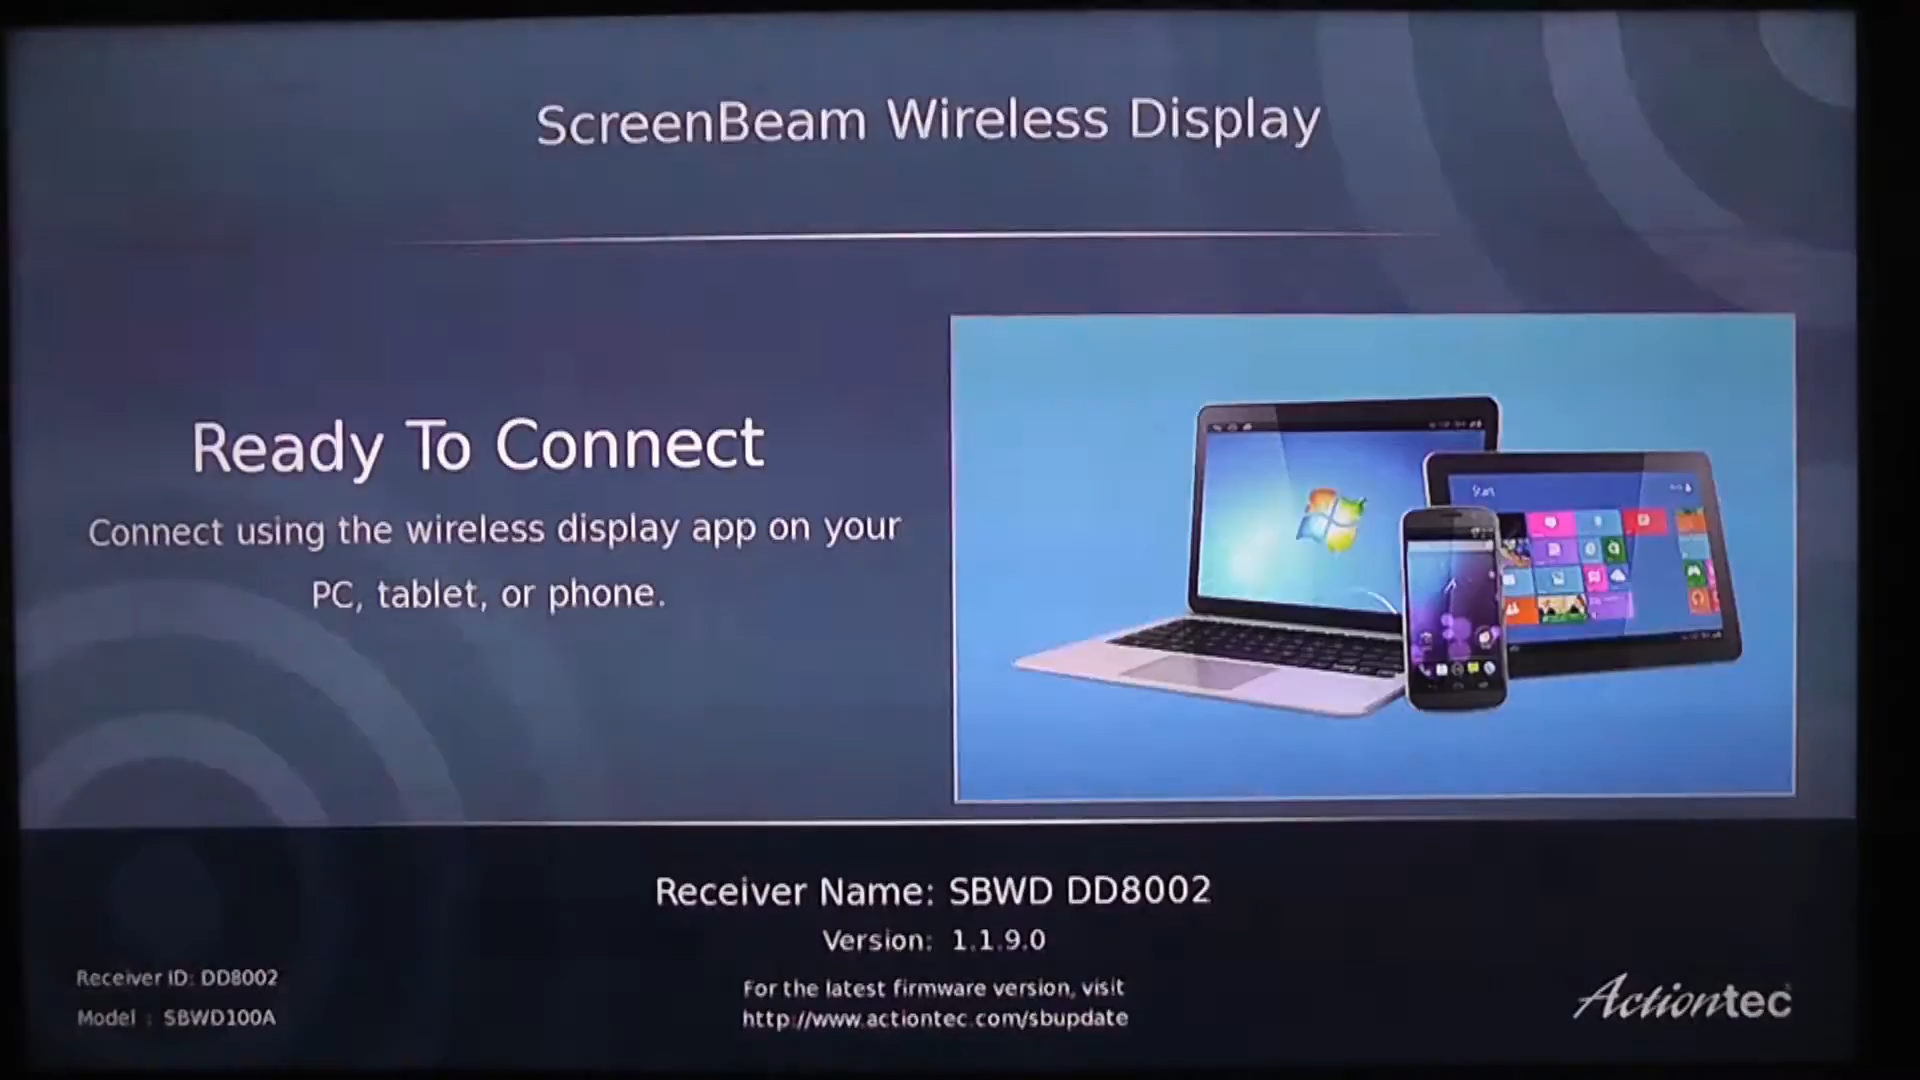 ScreenBeam Wireless Display
Ready To Connect
Connect using the wireless display app on your
PC, tablet, or phone.
Start
Receiver Name: SBWD DD8002
Version: 1.1.9.0
For the latest firmware version, visit
http://www.actiontec.com/sbupdate
Receiver ID: DD8002
Model : SBWD100A
Actiontec